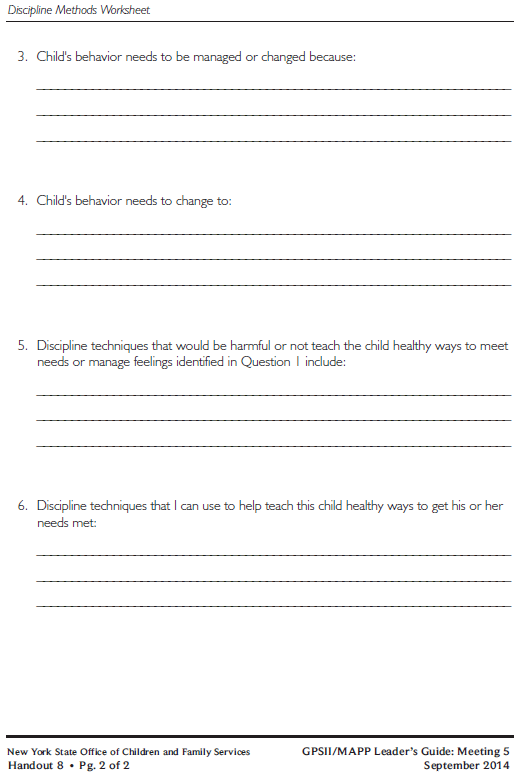 Discipline Methods Worksheet
3. Child's behavior needs to be managed or changed because:
4. Child's behavior needs to change to:
5. Discipline techniques that would be harmful or not teach the child healthy ways to meet
needs or manage feelings identified in Question 1 include:
6. Discipline techniques that I can use to help teach this child healthy ways to get his or her
needs met:
New York State Office of Children and Family Services
Handout 8 • Pg. 2 of 2
GPSII/MAPP Leader's Guide: Meeting 5
September 2014